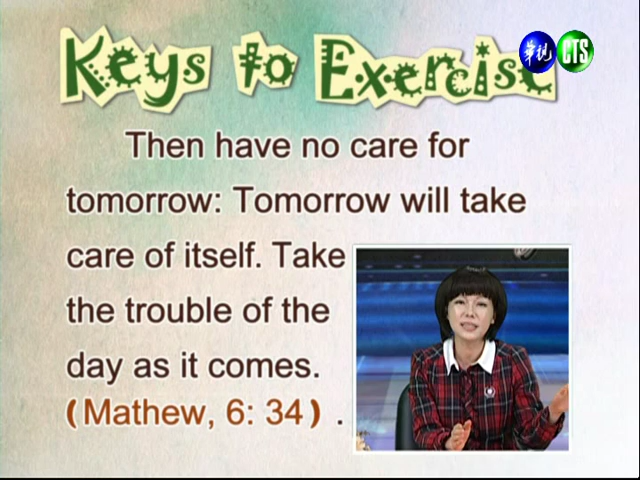 Keys to Exercise
華視 CTS
Then have no care for
tomorrow: Tomorrow will take
care of itself. Take
the trouble of the
day as it comes.
(Mathew, 6: 34) .